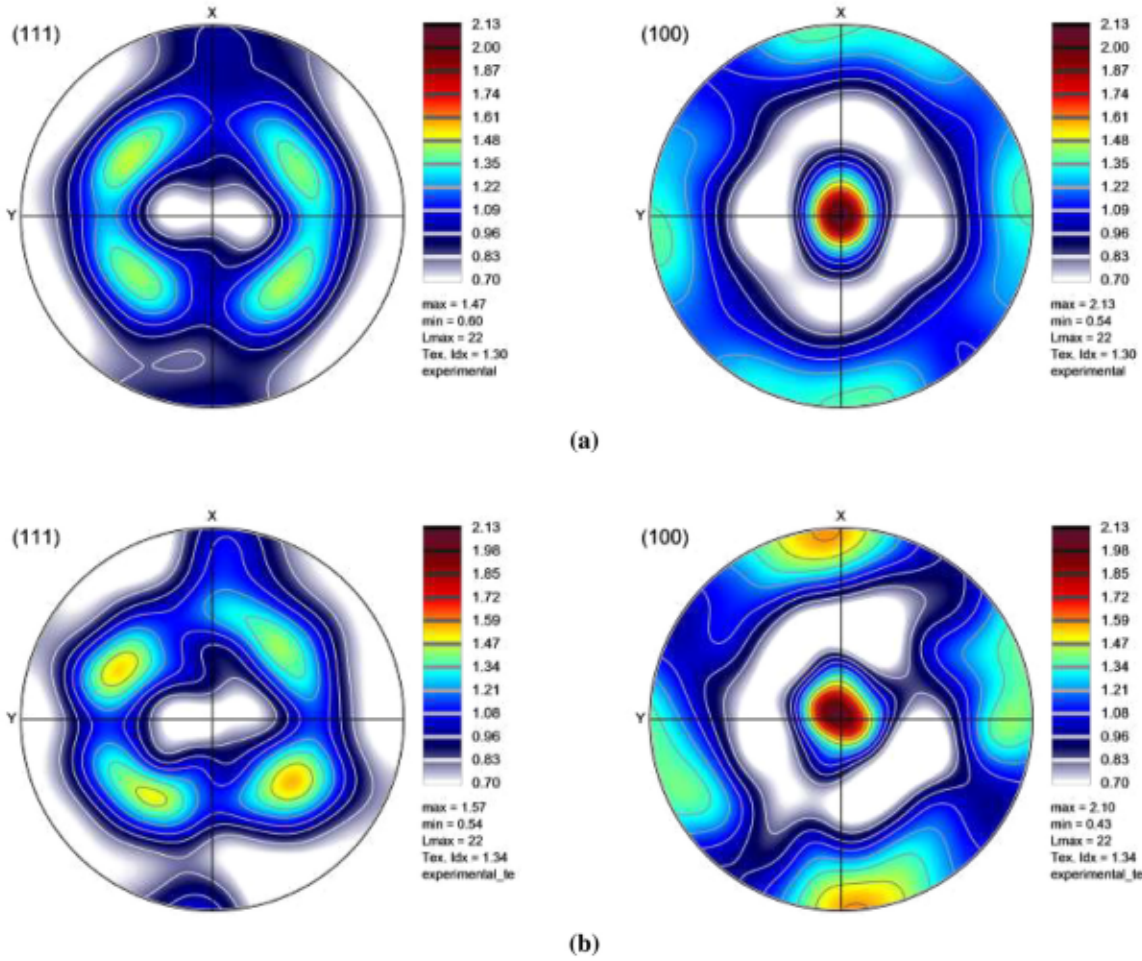 X
(111)
Y
2.13
2.00
1.87
1.74
1.61
1.48
1.35
1.22
1.09
0.96
0.83
0.70
max = 1.47
min = 0.60
Lmax = 22
Tex. Idx = 1.30
experimental
X
(100)
Y
2.13
2.00
1.87
1.74
1.61
1.48
1.35
1.22
1.09
0.96
0.83
0.70
max = 2.13
min = 0.54
Lmax = 22
Tex. Idx = 1.30
experimental
(a)
X
(111)
Y
2.13
1.98
1.85
1.72
1.59
1.47
1.34
1.21
1.08
0.96
0.83
0.70
max = 1.57
min = 0.54
Lmax = 22
Tex. Idx = 1.34
experimental_te
X
(100)
Y
2.13
1.98
1.85
1.72
1.59
1.47
1.34
1.21
1.08
0.96
0.83
0.70
max = 2.10
min = 0.43
Lmax = 22
Tex. Idx = 1.34
experimental_te
(b)